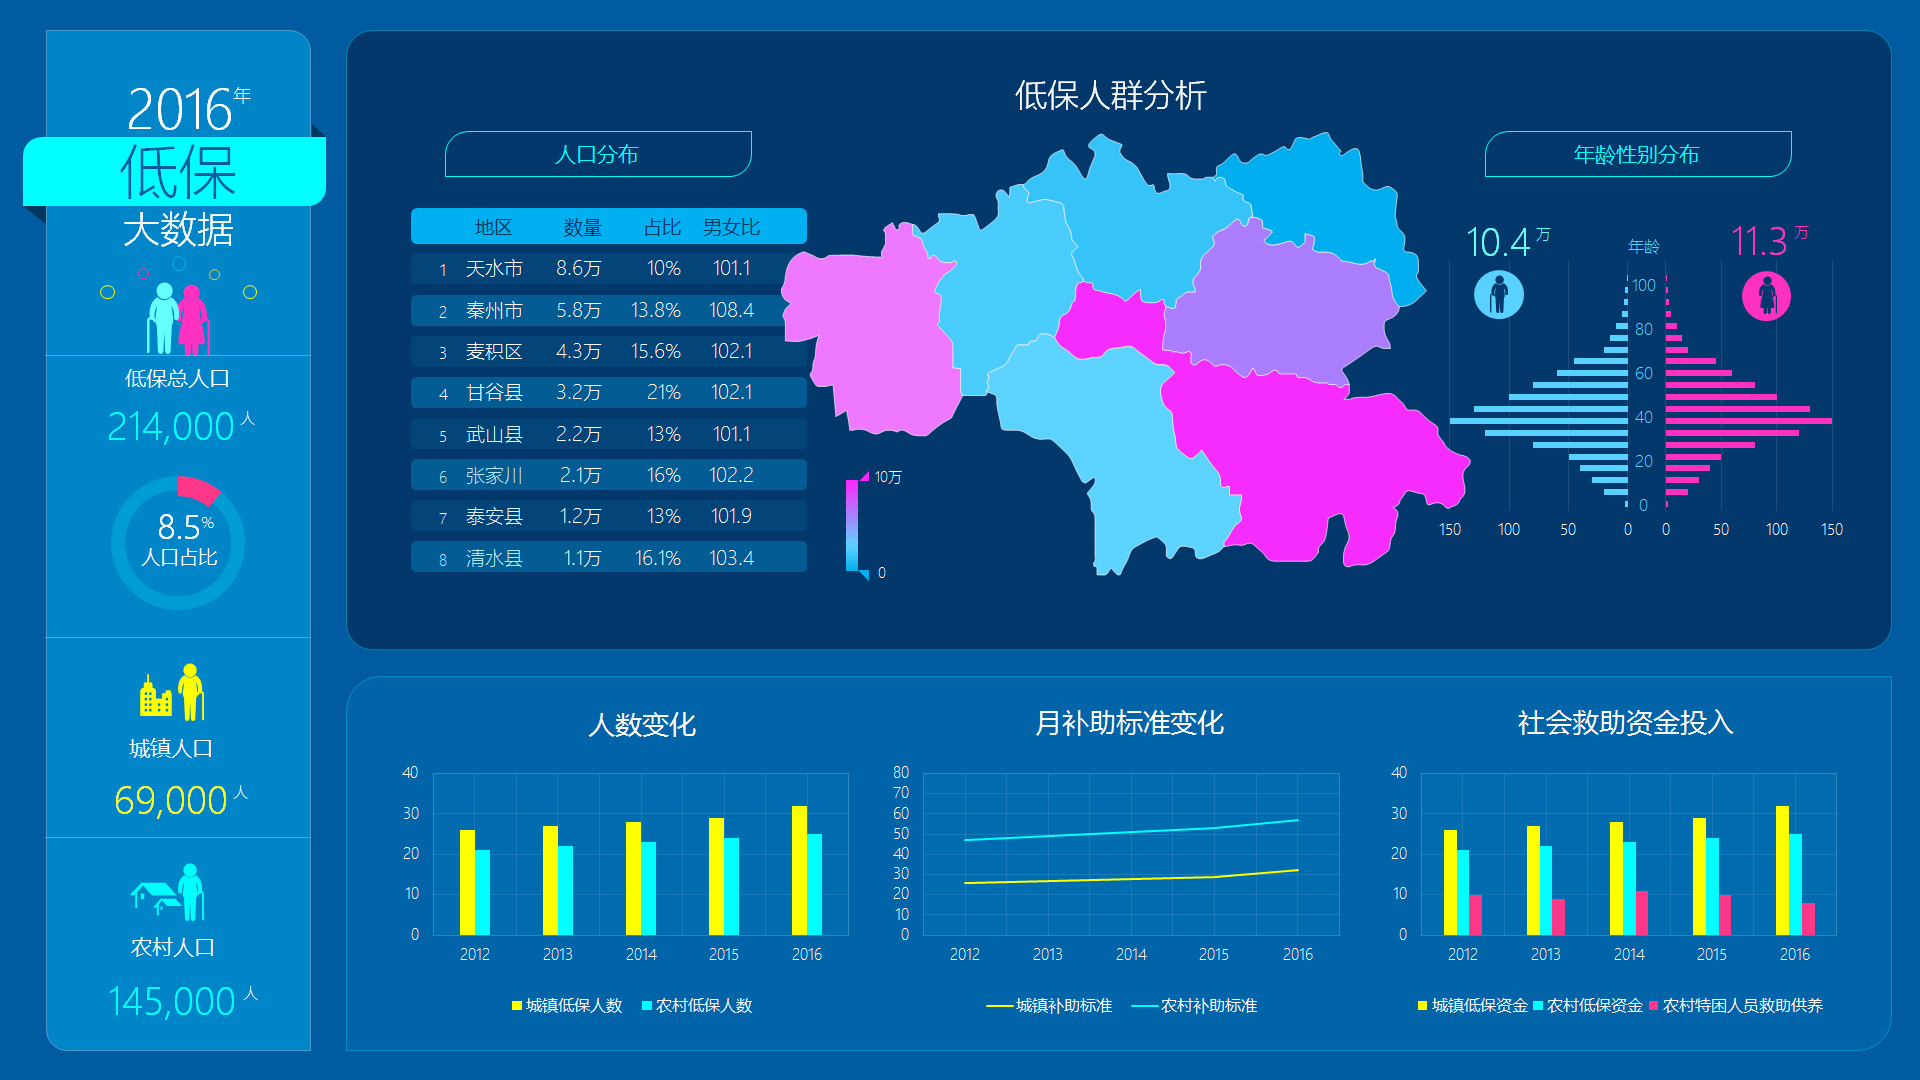 2016年
低保
大数据
低保总人口
214,000 人
8.5%
人口占比
城镇人口
69,000 人
农村人口
145,000 人
低保人群分析
人口分布
地区 数量 占比 男女比
1 天水市 8.6万 10% 101.1
2 秦州市 5.8万 13.8% 108.4
3 麦积区 4.3万 15.6% 102.1
4 甘谷县 3.2万 21% 102.1
5 武山县 2.2万 13% 101.1
6 张家川 2.1万 16% 102.2
7 泰安县 1.2万 13% 101.9
8 清水县 1.1万 16.1% 103.4
10万
0
年龄性别分布
10.4 万
年龄
11.3 万
100
80
60
40
20
0
150 100 50 0 0 50 100 150
人数变化
40
30
20
10
0
2012 2013 2014 2015 2016
城镇低保人数 农村低保人数
月补助标准变化
80
70
60
50
40
30
20
10
0
2012 2013 2014 2015 2016
城镇补助标准 农村补助标准
社会救助资金投入
40
30
20
10
0
2012 2013 2014 2015 2016
城镇低保资金 农村低保资金 农村特困人员救助供养